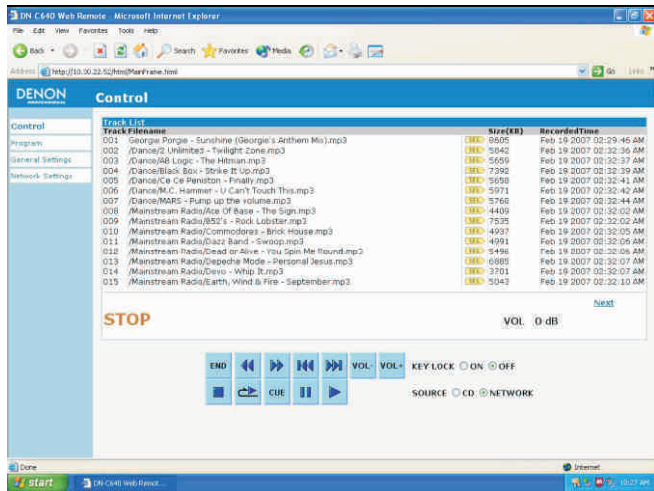 DN C640 Web Remote Microsoft Internet Explorer
File Edit View Favorites Tools Help
Back Search Favorites Media
Address Go Links
DENON Control
Control
Program
General Settings
Network Settings
Track List
Track Filename Size(KB) RecordedTime
001 Georgie Porgie - Sunshine (Georgie's Anthem Mix).mp3 SEL 8605 Feb 19 2007 02:29:46 AM
002 /Dance/2 Unlimited - Twilight Zone.mp3 SEL 5842 Feb 19 2007 02:32:36 AM
003 /Dance/AB Logic - The Hitman.mp3 SEL 5659 Feb 19 2007 02:32:37 AM
004 /Dance/Black Box - Strike It Up.mp3 SEL 7392 Feb 19 2007 02:32:39 AM
005 /Dance/Ce Ce Peniston - Finally.mp3 SEL 5658 Feb 19 2007 02:32:41 AM
006 /Dance/M.C. Hammer - U Can't Touch This.mp3 SEL 5971 Feb 19 2007 02:32:42 AM
007 /Dance/MARS - Pump up the volume.mp3 SEL 5768 Feb 19 2007 02:32:44 AM
008 /Mainstream Radio/Ace Of Base - The Sign.mp3 SEL 4409 Feb 19 2007 02:32:02 AM
009 /Mainstream Radio/B52's - Rock Lobster.mp3 SEL 7535 Feb 19 2007 02:32:02 AM
010 /Mainstream Radio/Commodores - Brick House.mp3 SEL 4937 Feb 19 2007 02:32:05 AM
011 /Mainstream Radio/Dazz Band - Swoop.mp3 SEL 4991 Feb 19 2007 02:32:06 AM
012 /Mainstream Radio/Dead or Alive - You Spin Me Round.mp3 SEL 5496 Feb 19 2007 02:32:06 AM
013 /Mainstream Radio/Depeche Mode - Personal Jesus.mp3 SEL 6885 Feb 19 2007 02:32:07 AM
014 /Mainstream Radio/Devo - Whip It.mp3 SEL 3701 Feb 19 2007 02:32:07 AM
015 /Mainstream Radio/Earth, Wind & Fire - September.mp3 SEL 5043 Feb 19 2007 02:32:10 AM
Next
STOP VOL 0 dB
END VOL- VOL+ KEY LOCK ON OFF
CUE SOURCE CD NETWORK
Done Internet
start DN C640 Web Remot... 10:27 AM